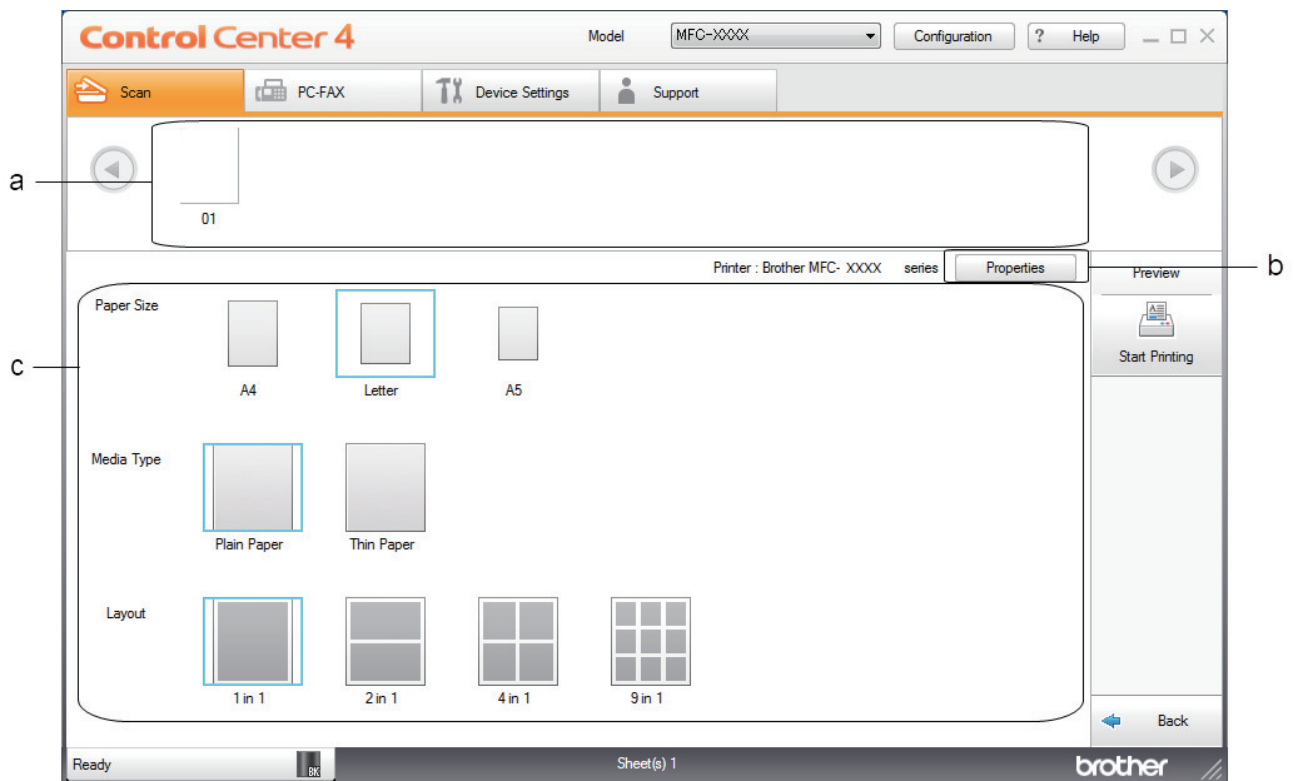 Control Center 4
Model
MFC-XXXX
Configuration
? Help
Scan
PC-FAX
Device Settings
Support
a
01
Printer : Brother MFC- XXXX series
Properties
b
Preview
c
Paper Size
A4
Letter
A5
Start Printing
Media Type
Plain Paper
Thin Paper
Layout
1 in 1
2 in 1
4 in 1
9 in 1
Back
Ready
BK
Sheet(s) 1
brother